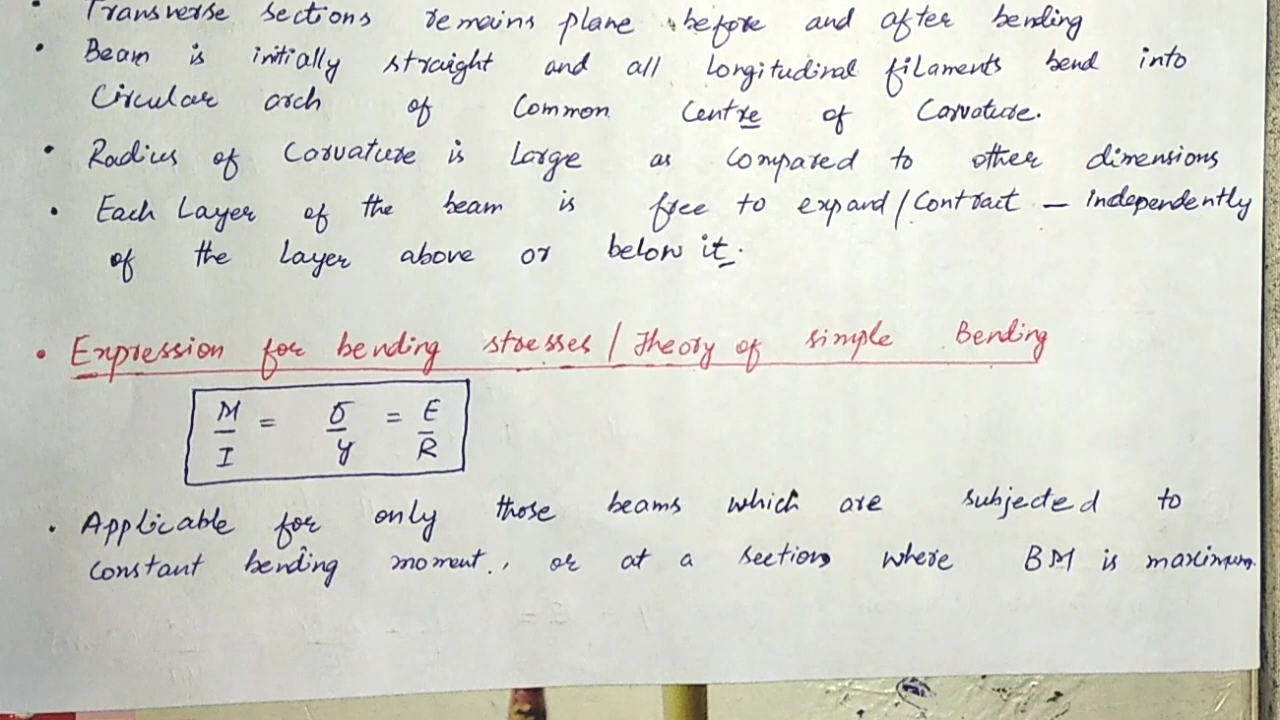 • Transverse sections remains plane before and after bending
• Beam is initially straight and all longitudinal filaments bend into
Circular arch of Common Centre of Curvature.
• Radius of Curvature is large as Compared to other dimensions
• Each Layer of the beam is free to expand/Contract - independently
of the layer above or below it.
• Expression for bending stresses / Theory of simple Bending
M/I = σ/y = E/R
• Applicable for only those beams which are subjected to
constant bending moment, or at a section where BM is maximum.